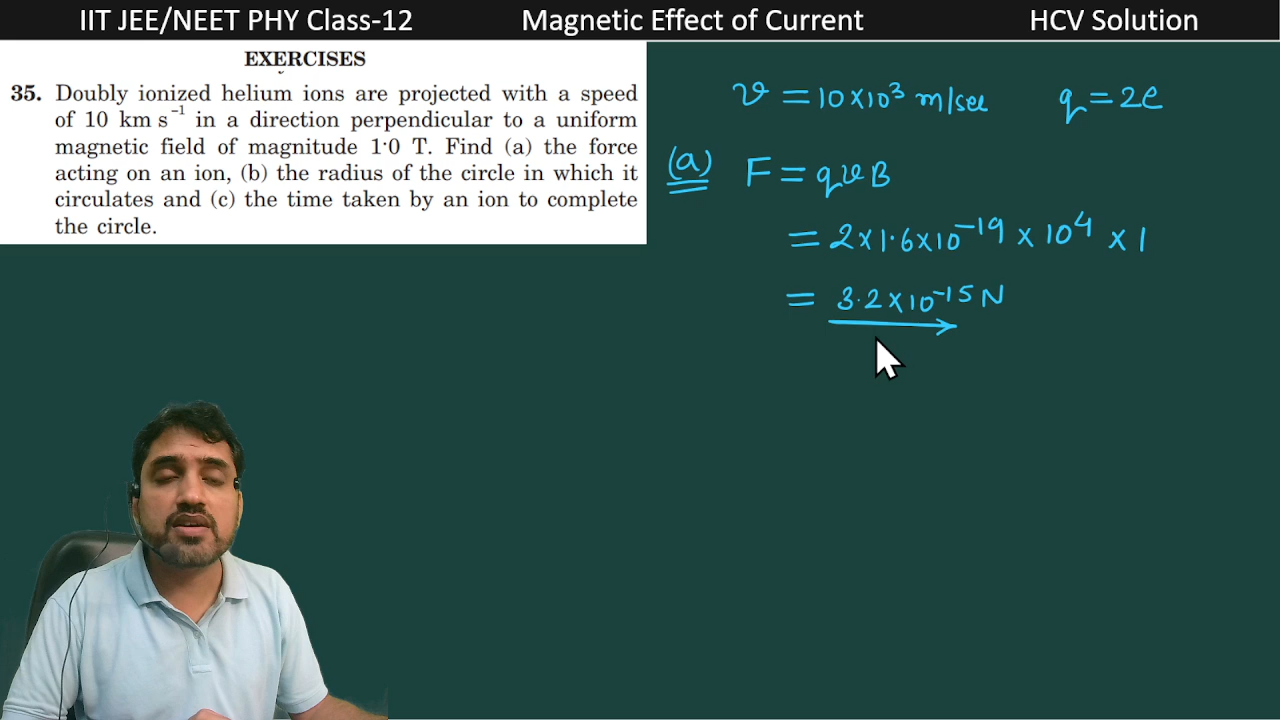 IIT JEE/NEET PHY Class-12 Magnetic Effect of Current HCV Solution
EXERCISES
35. Doubly ionized helium ions are projected with a speed
of 10 km s⁻¹ in a direction perpendicular to a uniform
magnetic field of magnitude 1·0 T. Find (a) the force
acting on an ion, (b) the radius of the circle in which it
circulates and (c) the time taken by an ion to complete
the circle.
v = 10×10³ m/sec q = 2e
(a) F = qvB
= 2×1.6×10⁻¹⁹ × 10⁴ × 1
= 3.2×10⁻¹⁵ N